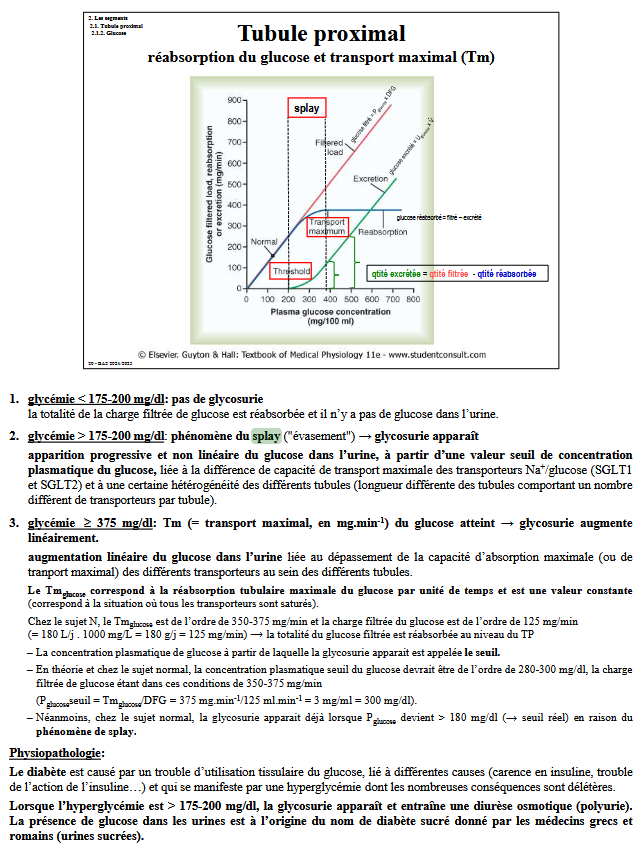 2. Les segments
2.1. Tubule proximal
2.1.2. Glucose
Tubule proximal
réabsorption du glucose et transport maximal (Tm)
Glucose filtered load, reabsorption
or excretion (mg/min)
900
800
700
600
500
400
300
200
100
0
splay
Filtered
load
glucose filtré = Pglucose x DFG
Excretion
glucose excrété = Uglucose x V̇
Transport
maximum
Reabsorption
glucose réabsorbé = filtré – excrété
Normal
Threshold
qtité excrétée = qtité filtrée - qtité réabsorbée
0 100 200 300 400 500 600 700 800
Plasma glucose concentration
(mg/100 ml)
© Elsevier. Guyton & Hall: Textbook of Medical Physiology 11e - www.studentconsult.com
1. glycémie < 175-200 mg/dl: pas de glycosurie
la totalité de la charge filtrée de glucose est réabsorbée et il n’y a pas de glucose dans l’urine.
2. glycémie > 175-200 mg/dl: phénomène du splay ("évasement") → glycosurie apparaît
apparition progressive et non linéaire du glucose dans l’urine, à partir d’une valeur seuil de concentration
plasmatique du glucose, liée à la différence de capacité de transport maximale des transporteurs Na⁺/glucose (SGLT1
et SGLT2) et à une certaine hétérogénéité des différents tubules (longueur différente des tubules comportant un nombre
différent de transporteurs par tubule).
3. glycémie ≥ 375 mg/dl: Tm (= transport maximal, en mg.min⁻¹) du glucose atteint → glycosurie augmente
linéairement.
augmentation linéaire du glucose dans l’urine liée au dépassement de la capacité d’absorption maximale (ou de
tranport maximal) des différents transporteurs au sein des différents tubules.
Le Tmglucose correspond à la réabsorption tubulaire maximale du glucose par unité de temps et est une valeur constante
(correspond à la situation où tous les transporteurs sont saturés).
Chez le sujet N, le Tmglucose est de l’ordre de 350-375 mg/min et la charge filtrée du glucose est de l’ordre de 125 mg/min
(= 180 L/j . 1000 mg/L = 180 g/j = 125 mg/min) → la totalité du glucose filtrée est réabsorbée au niveau du TP
– La concentration plasmatique de glucose à partir de laquelle la glycosurie apparait est appelée le seuil.
– En théorie et chez le sujet normal, la concentration plasmatique seuil du glucose devrait être de l’ordre de 280-300 mg/dl, la charge
filtrée de glucose étant dans ces conditions de 350-375 mg/min
(Pglucoseseuil = Tmglucose/DFG = 375 mg.min⁻¹/125 ml.min⁻¹ = 3 mg/ml = 300 mg/dl).
– Néanmoins, chez le sujet normal, la glycosurie apparait déjà lorsque Pglucose devient > 180 mg/dl (→ seuil réel) en raison du
phénomène de splay.
Physiopathologie:
Le diabète est causé par un trouble d’utilisation tissulaire du glucose, lié à différentes causes (carence en insuline, trouble
de l’action de l’insuline…) et qui se manifeste par une hyperglycémie dont les nombreuses conséquences sont délétères.
Lorsque l’hyperglycémie est > 175-200 mg/dl, la glycosurie apparaît et entraîne une diurèse osmotique (polyurie).
La présence de glucose dans les urines est à l’origine du nom de diabète sucré donné par les médecins grecs et
romains (urines sucrées).